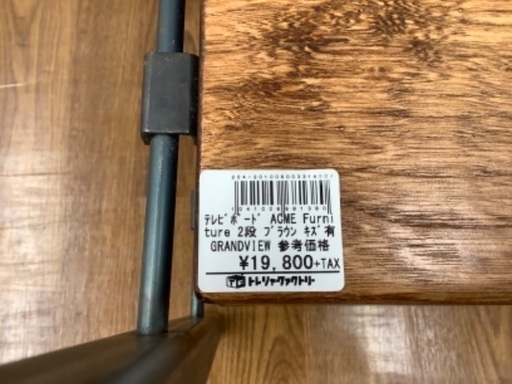 ﾃﾚﾋﾞﾎﾞｰﾄﾞ ACME Furni
ture 2段 ﾌﾞﾗｳﾝ ｷｽﾞ有
GRANDVIEW 参考価格
¥19,800+TAX
トレジャーファクトリー